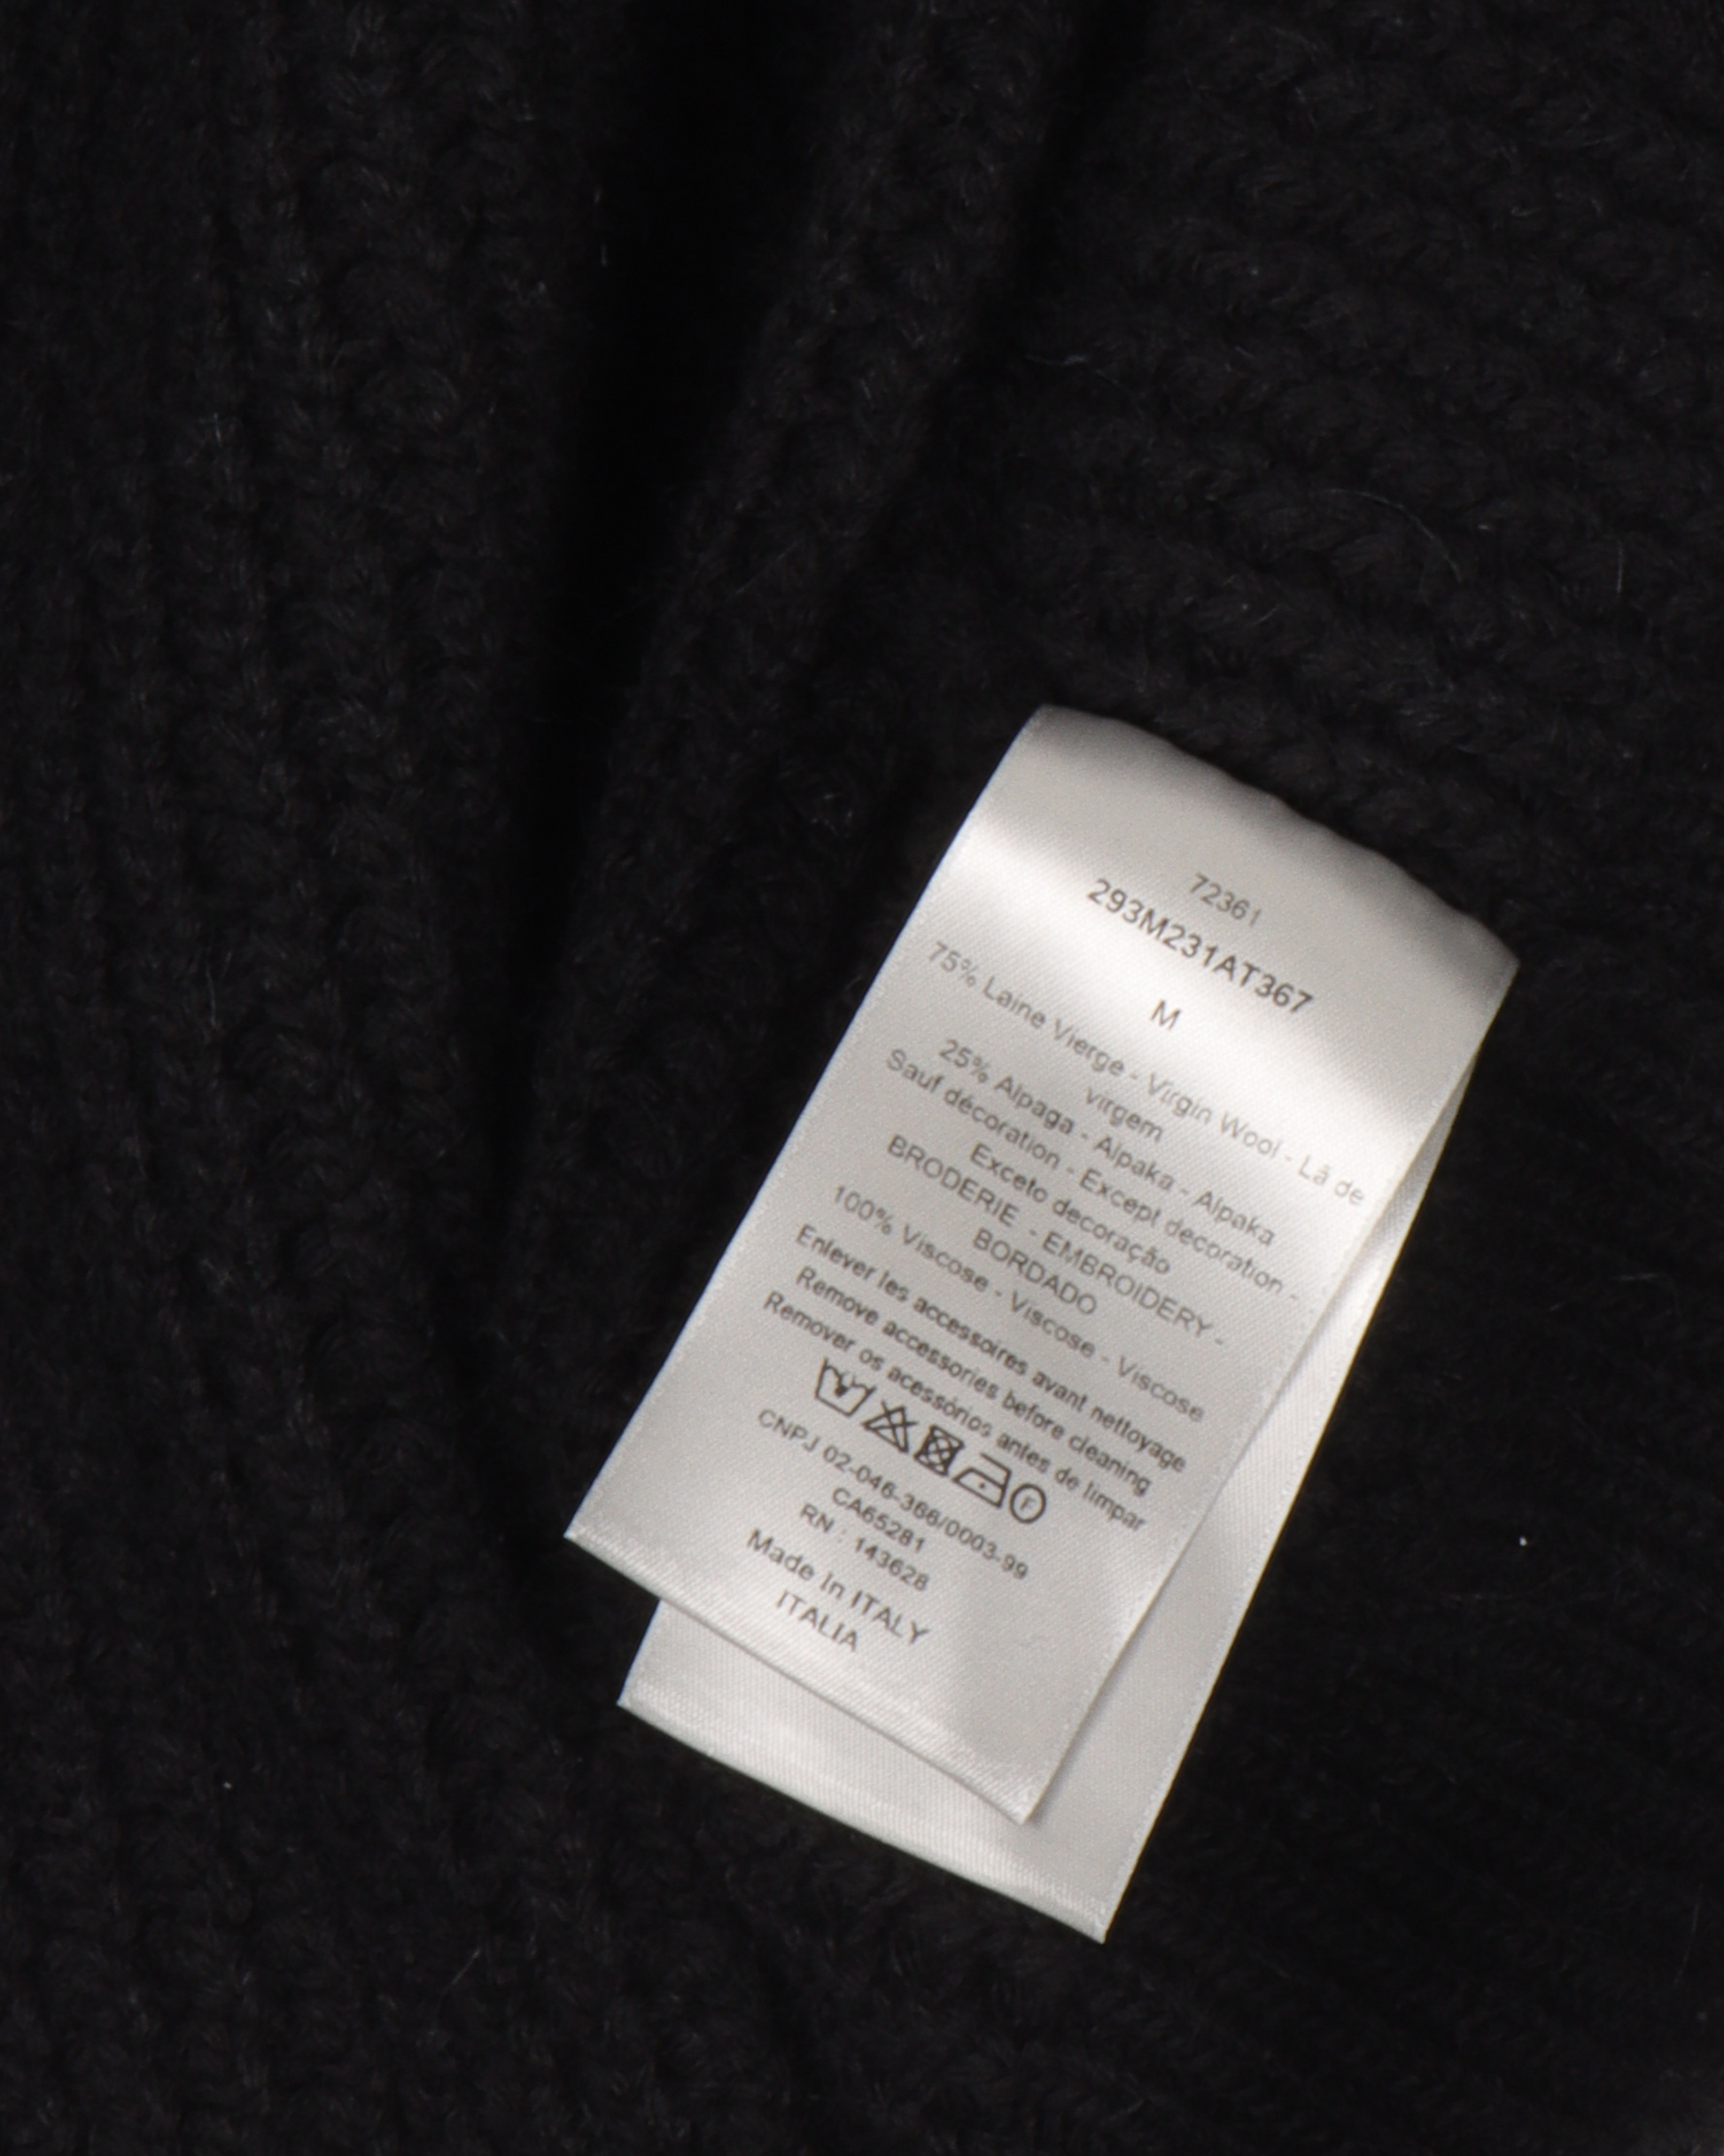 72361
293M231AT367
M
75% Laine Vierge - Virgin Wool - Lã de
virgem
25% Alpaga - Alpaka - Alpaka
Sauf décoration - Except decoration -
Exceto decoração
BRODERIE - EMBROIDERY -
BORDADO
100% Viscose - Viscose - Viscose
Enlever les accessoires avant nettoyage
Remove accessories before cleaning
Remover os acessórios antes de limpar
F
CNPJ 02-046-366/0003-99
CA65281
RN : 143628
Made In ITALY
ITALIA